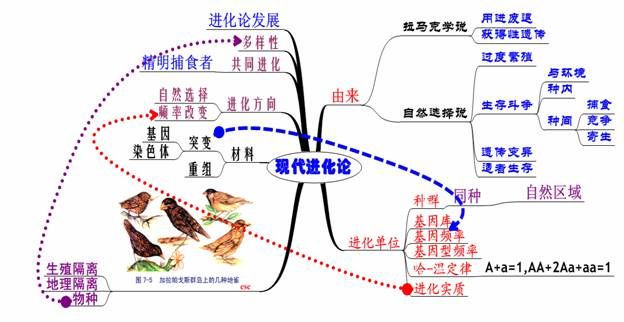 进化论发展
多样性
精明捕食者
共同进化
自然选择
频率改变
进化方向
基因
染色体
突变
重组
材料
现代进化论
图 7-5 加拉帕戈斯群岛上的几种地雀
csc
生殖隔离
地理隔离
物种
由来
拉马克学说
用进废退
获得性遗传
自然选择说
过度繁殖
生存斗争
与环境
种内
种间
捕食
竞争
寄生
遗传变异
适者生存
进化单位
种群
同种
自然区域
基因库
基因频率
基因型频率
哈-温定律
A+a=1,AA+2Aa+aa=1
进化实质